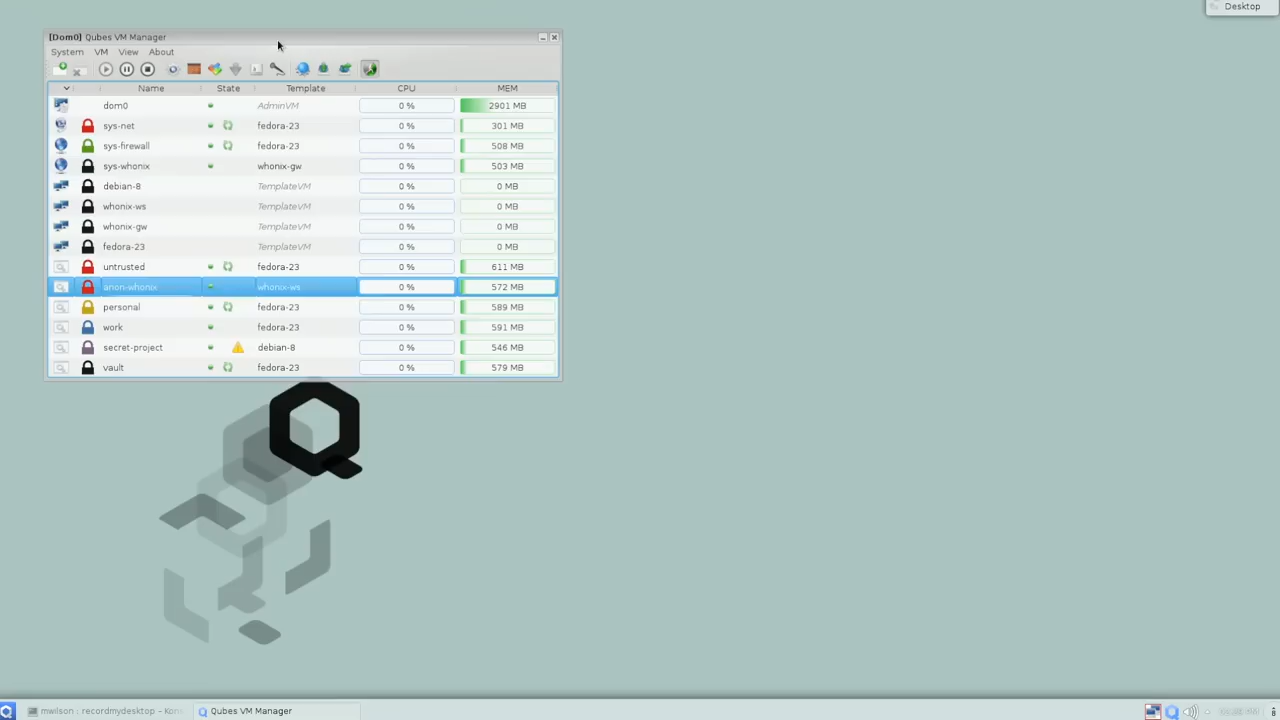 Desktop
[Dom0] Qubes VM Manager
System VM View About
Name State Template CPU MEM
dom0 AdminVM 0 % 2901 MB
sys-net fedora-23 0 % 301 MB
sys-firewall fedora-23 0 % 508 MB
sys-whonix whonix-gw 0 % 503 MB
debian-8 TemplateVM 0 % 0 MB
whonix-ws TemplateVM 0 % 0 MB
whonix-gw TemplateVM 0 % 0 MB
fedora-23 TemplateVM 0 % 0 MB
untrusted fedora-23 0 % 611 MB
anon-whonix whonix-ws 0 % 572 MB
personal fedora-23 0 % 589 MB
work fedora-23 0 % 591 MB
secret-project debian-8 0 % 546 MB
vault fedora-23 0 % 579 MB
mwilson : recordmydesktop – Kon Qubes VM Manager